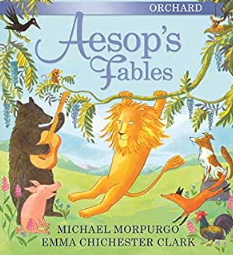 ORCHARD
Aesop's
Fables
MICHAEL MORPURGO
EMMA CHICHESTER CLARK